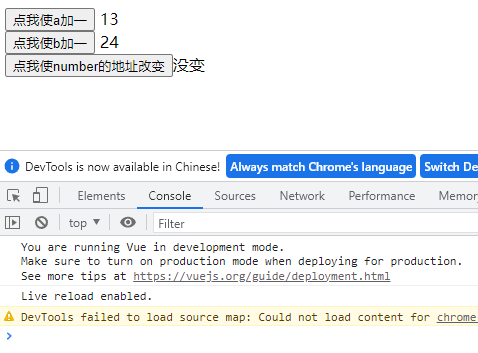 点我使a加一 13
点我使b加一 24
点我使number的地址改变 没变
DevTools is now available in Chinese! Always match Chrome's language Switch De
Elements Console Sources Network Performance Memory
top Filter
You are running Vue in development mode.
Make sure to turn on production mode when deploying for production.
See more tips at https://vuejs.org/guide/deployment.html
Live reload enabled.
DevTools failed to load source map: Could not load content for chrome